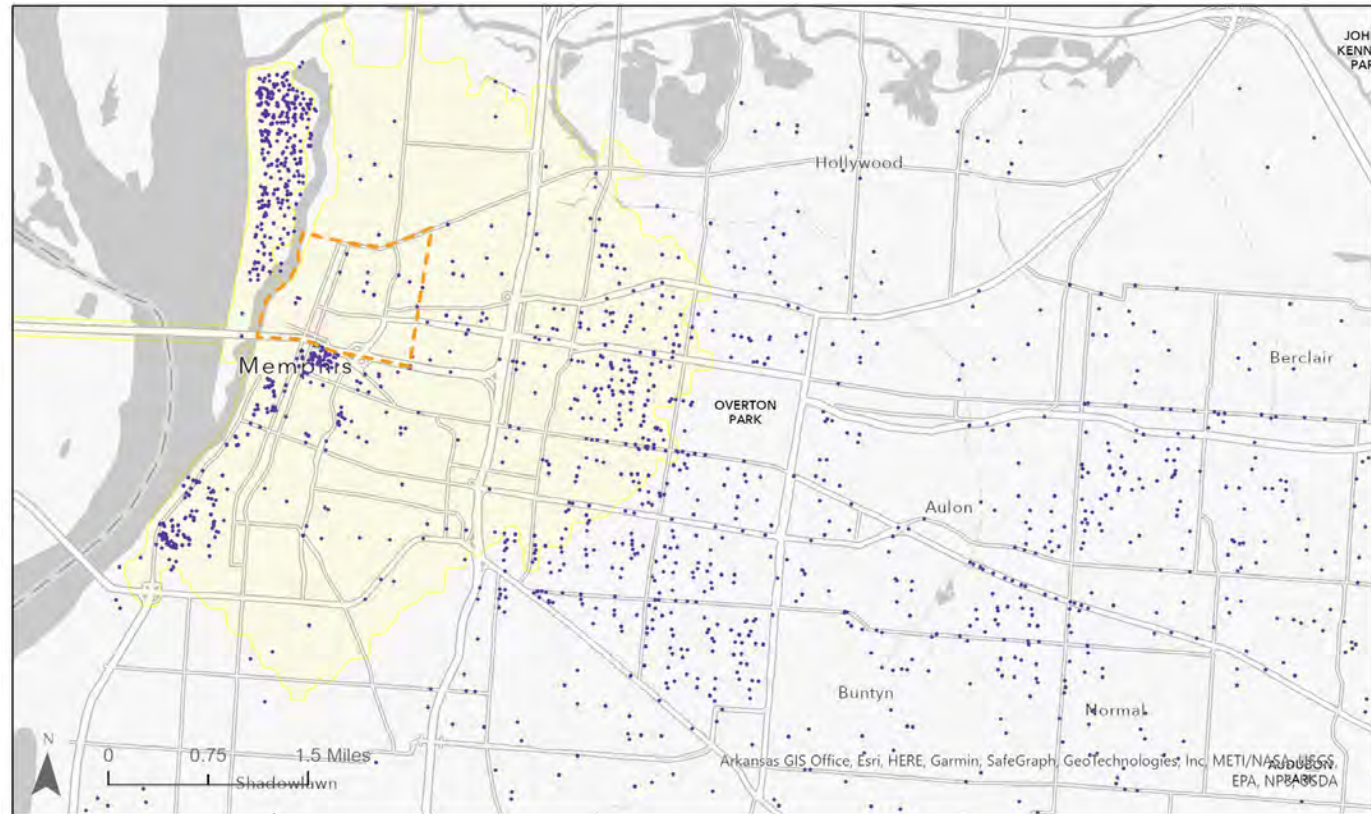 JOH
KENN
PAR
Hollywood
Memphis
Berclair
OVERTON
PARK
Aulon
Buntyn
Normal
N
0 0.75 1.5 Miles
Shadowlawn
Arkansas GIS Office, Esri, HERE, Garmin, SafeGraph, GeoTechnologies, Inc, METI/NASA, USGS,
EPA, NPS, USDA
AUDUBON
PARK